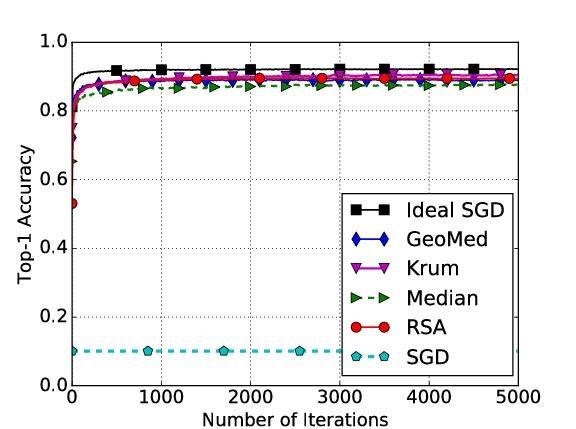 1.0
0.8
0.6
0.4
0.2
0.0
Top-1 Accuracy
Ideal SGD
GeoMed
Krum
Median
RSA
SGD
0 1000 2000 3000 4000 5000
Number of Iterations